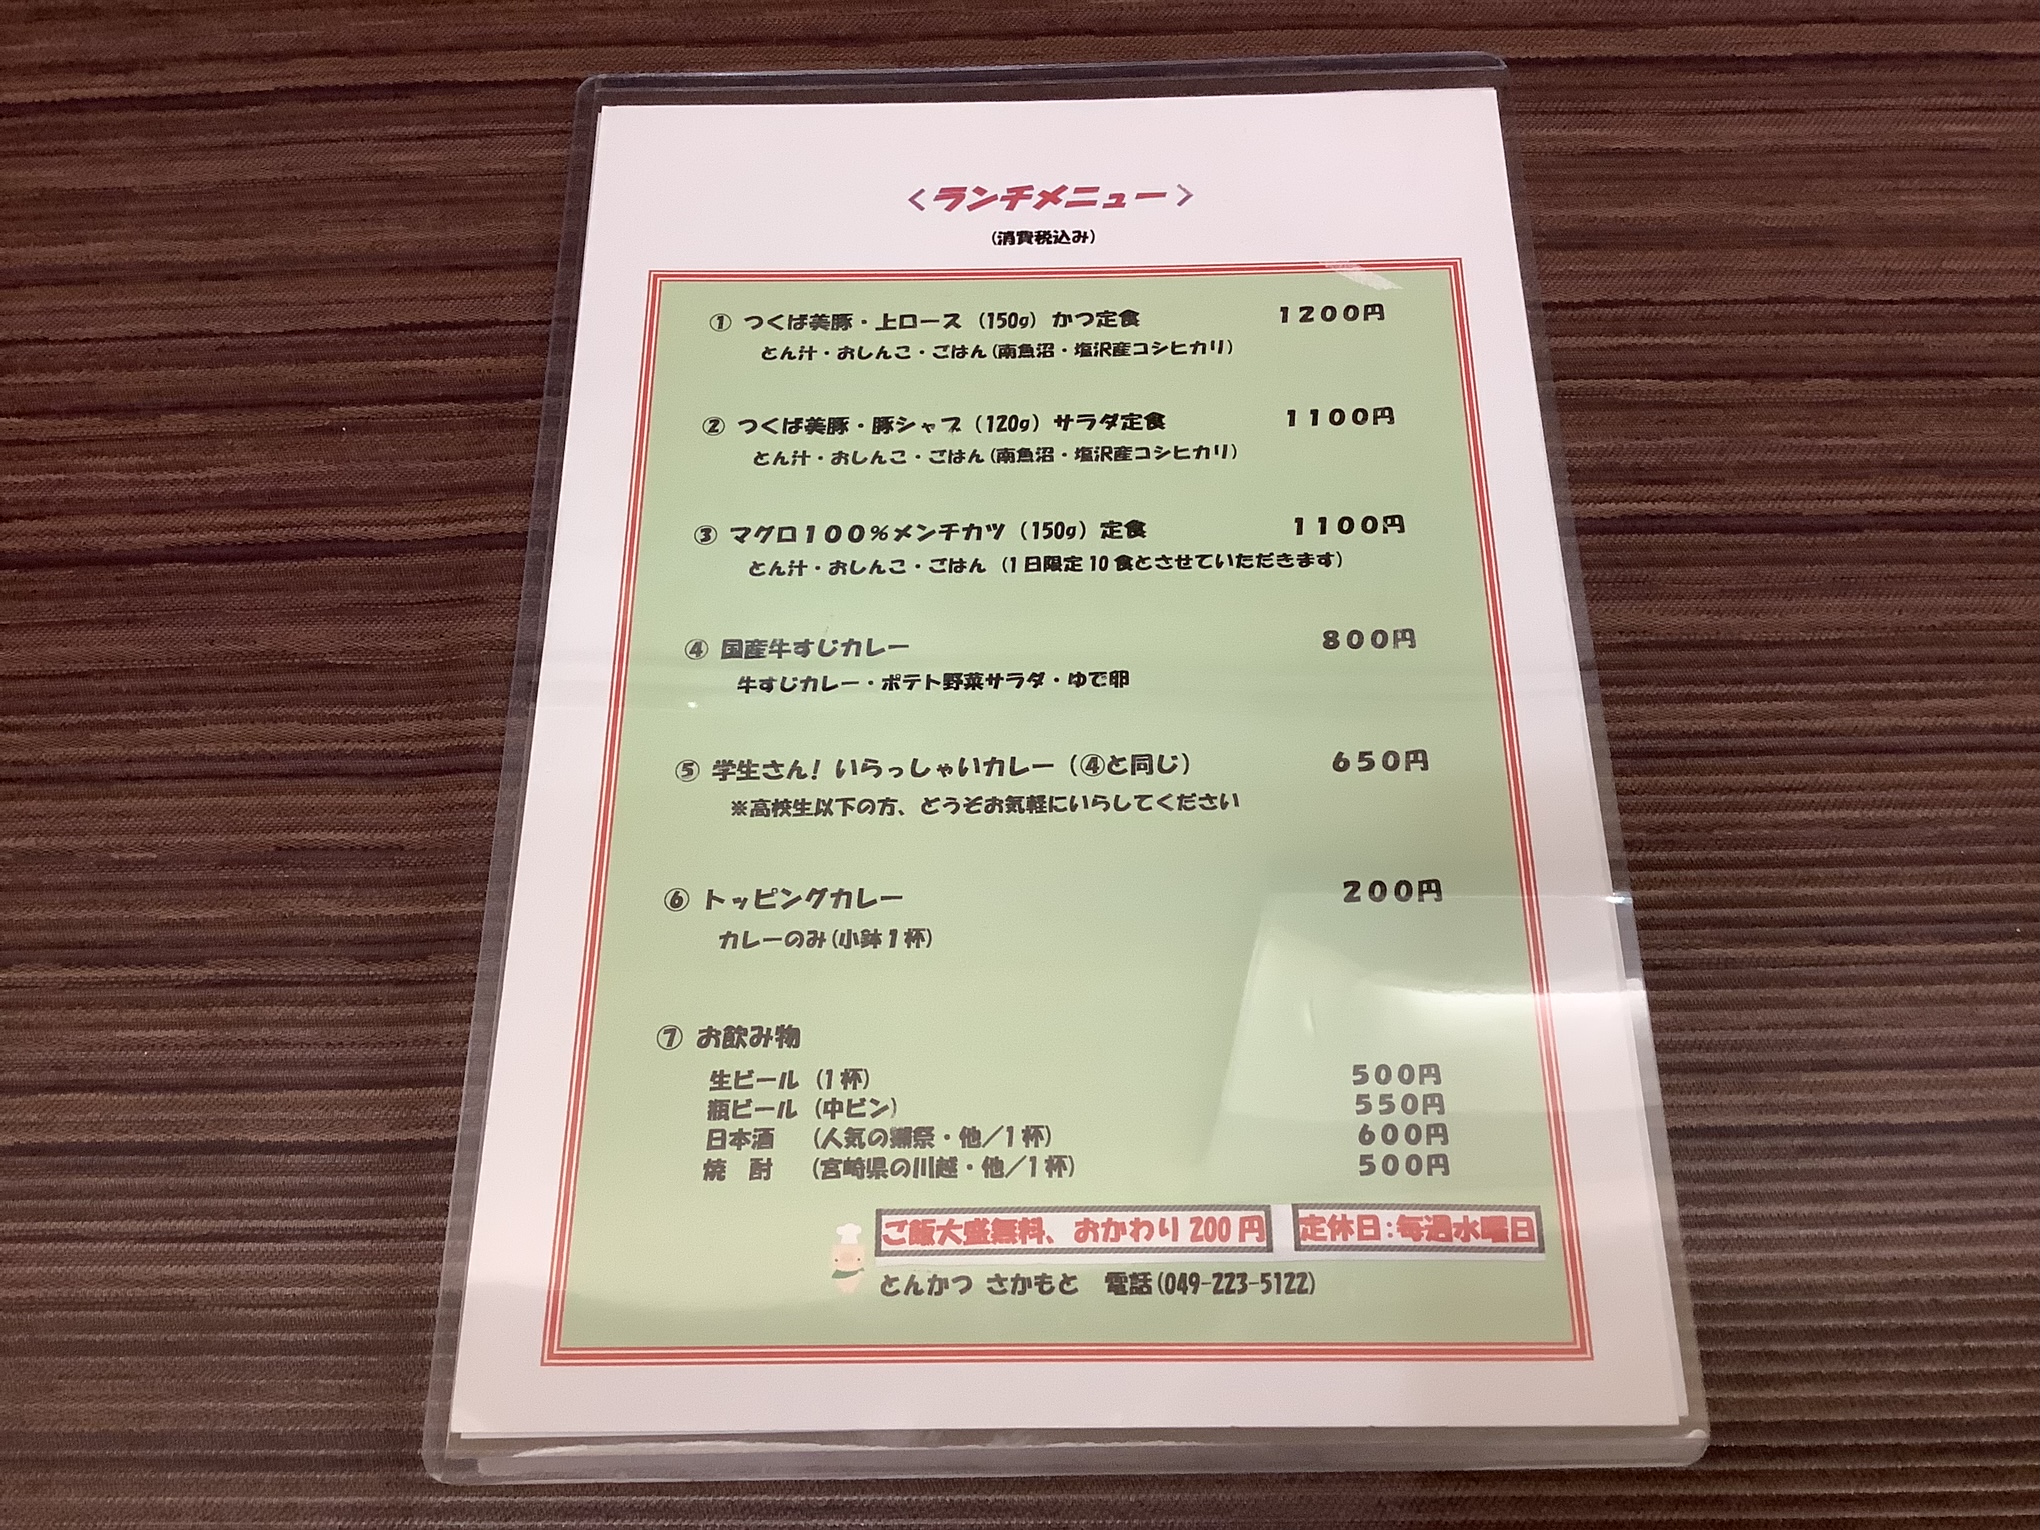 ＜ランチメニュー＞
(消費税込み)
① つくば美豚・上ロース（150g）かつ定食 1200円
とん汁・おしんこ・ごはん(南魚沼・塩沢産コシヒカリ)
② つくば美豚・豚シャブ（120g）サラダ定食 1100円
とん汁・おしんこ・ごはん(南魚沼・塩沢産コシヒカリ)
③ マグロ100％メンチカツ（150g）定食 1100円
とん汁・おしんこ・ごはん（1日限定10食とさせていただきます）
④ 国産牛すじカレー 800円
牛すじカレー・ポテト野菜サラダ・ゆで卵
⑤ 学生さん！いらっしゃいカレー（④と同じ） 650円
※高校生以下の方、どうぞお気軽にいらしてください
⑥ トッピングカレー 200円
カレーのみ(小鉢1杯)
⑦ お飲み物
生ビール（1杯） 500円
瓶ビール（中ビン） 550円
日本酒 （人気の獺祭・他／1杯） 600円
焼 酎 （宮崎県の川越・他／1杯） 500円
ご飯大盛無料、おかわり200円 定休日：毎週水曜日
とんかつ さかもと 電話(049-223-5122)